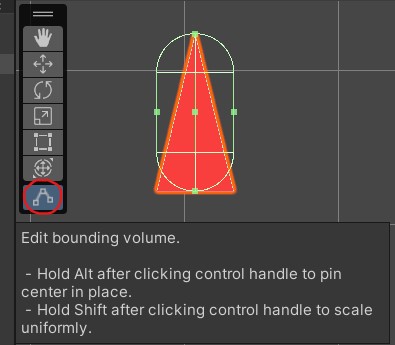 Edit bounding volume.
- Hold Alt after clicking control handle to pin
center in place.
- Hold Shift after clicking control handle to scale
uniformly.